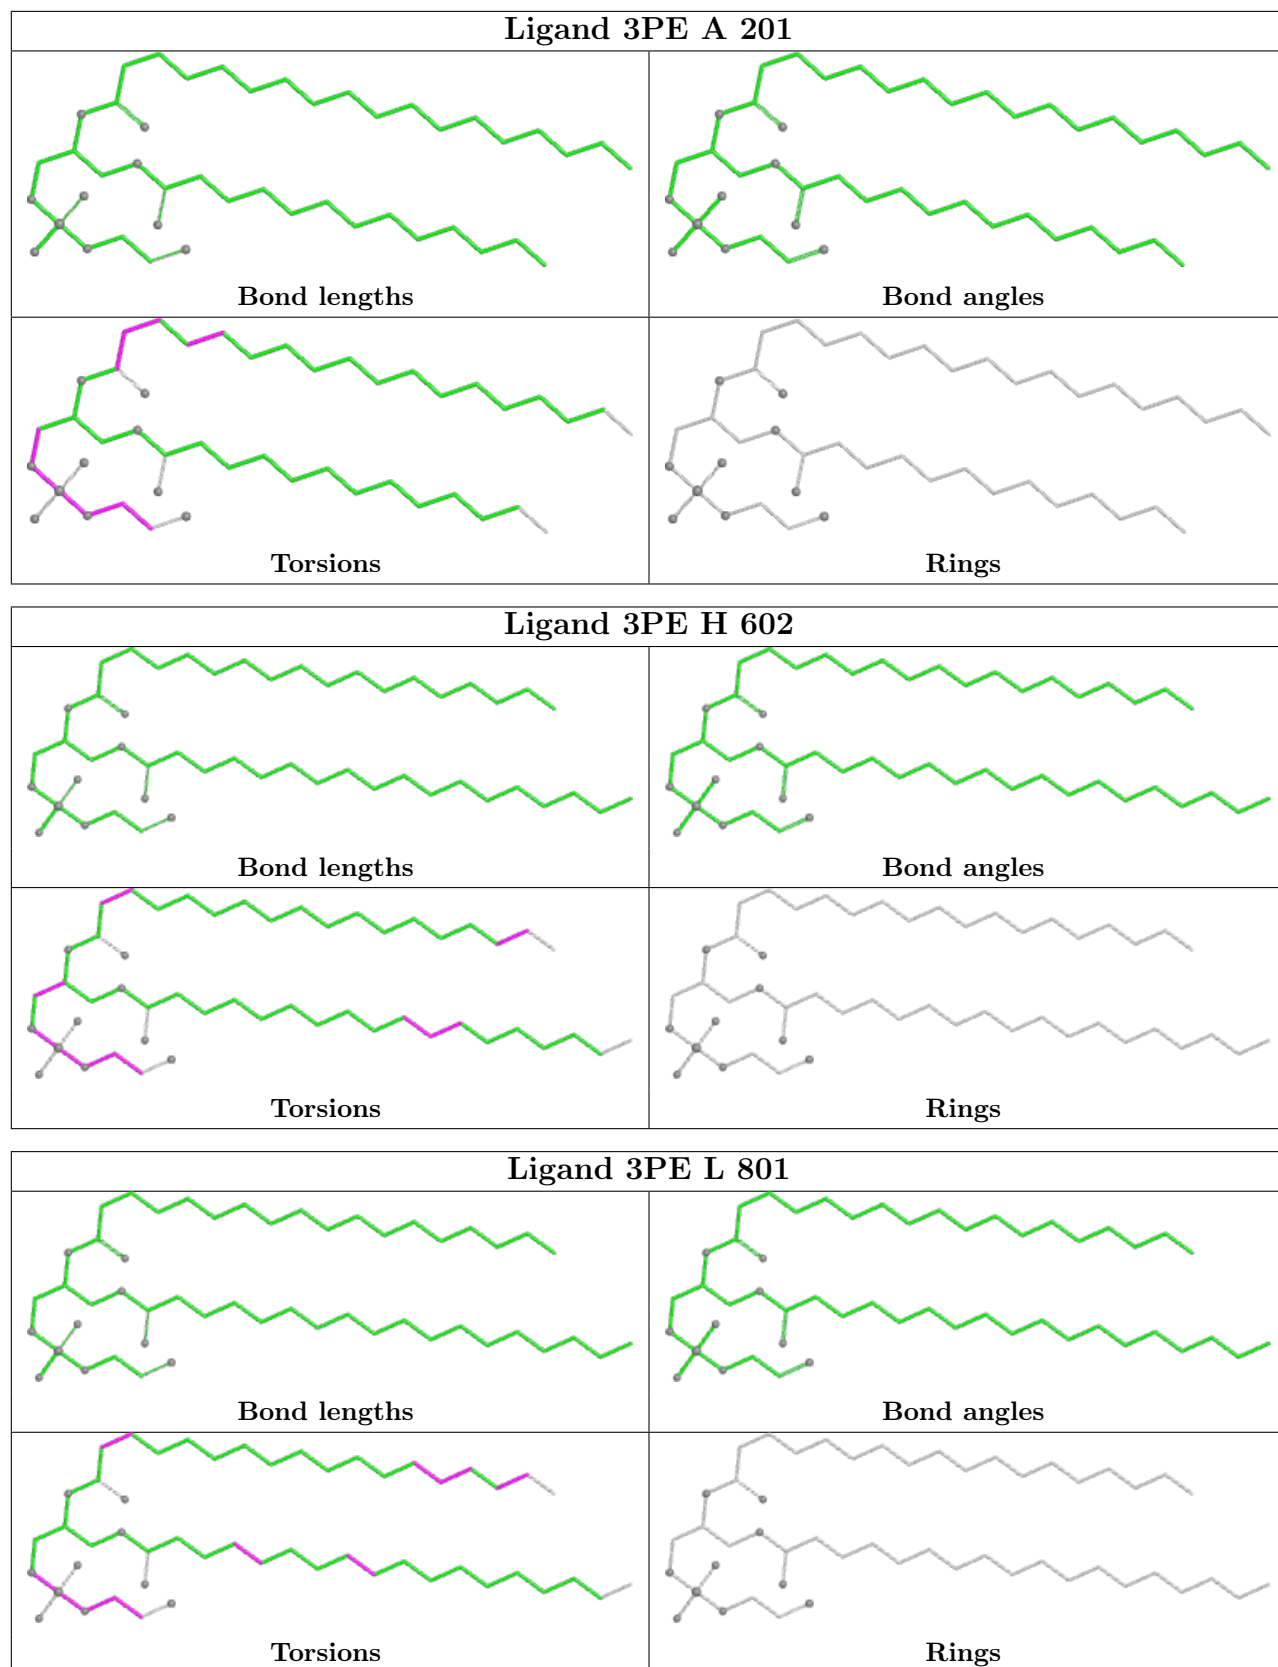 Ligand 3PE A 201
Bond lengths
Bond angles
Torsions
Rings
Ligand 3PE H 602
Bond lengths
Bond angles
Torsions
Rings
Ligand 3PE L 801
Bond lengths
Bond angles
Torsions
Rings